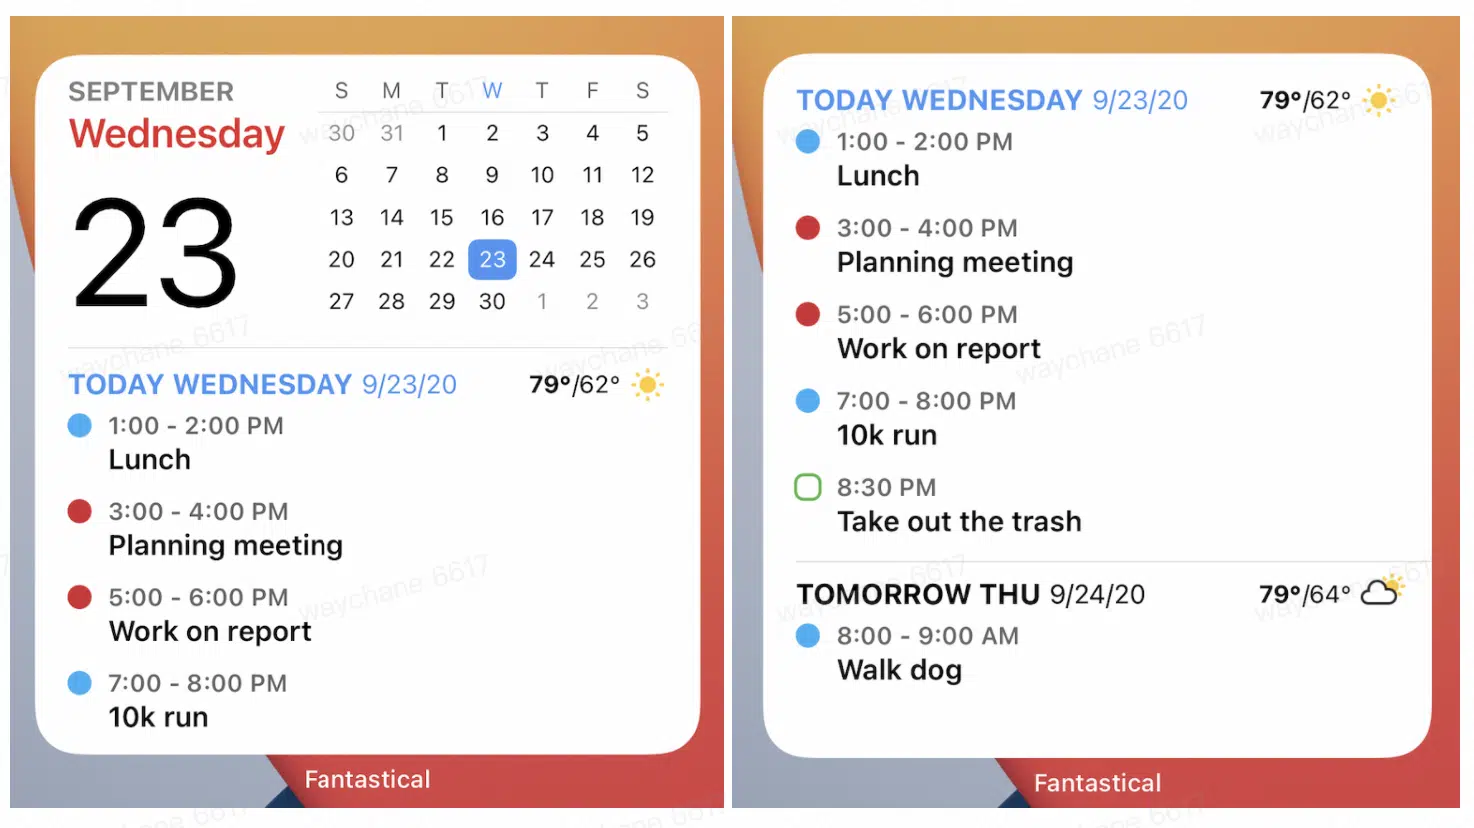 SEPTEMBER
Wednesday
23
S M T W T F S
30 31 1 2 3 4 5
6 7 8 9 10 11 12
13 14 15 16 17 18 19
20 21 22 23 24 25 26
27 28 29 30 1 2 3
TODAY WEDNESDAY 9/23/20 79°/62°
1:00 - 2:00 PM
Lunch
3:00 - 4:00 PM
Planning meeting
5:00 - 6:00 PM
Work on report
7:00 - 8:00 PM
10k run
Fantastical
TODAY WEDNESDAY 9/23/20 79°/62°
1:00 - 2:00 PM
Lunch
3:00 - 4:00 PM
Planning meeting
5:00 - 6:00 PM
Work on report
7:00 - 8:00 PM
10k run
8:30 PM
Take out the trash
TOMORROW THU 9/24/20 79°/64°
8:00 - 9:00 AM
Walk dog
Fantastical
waychane 6617